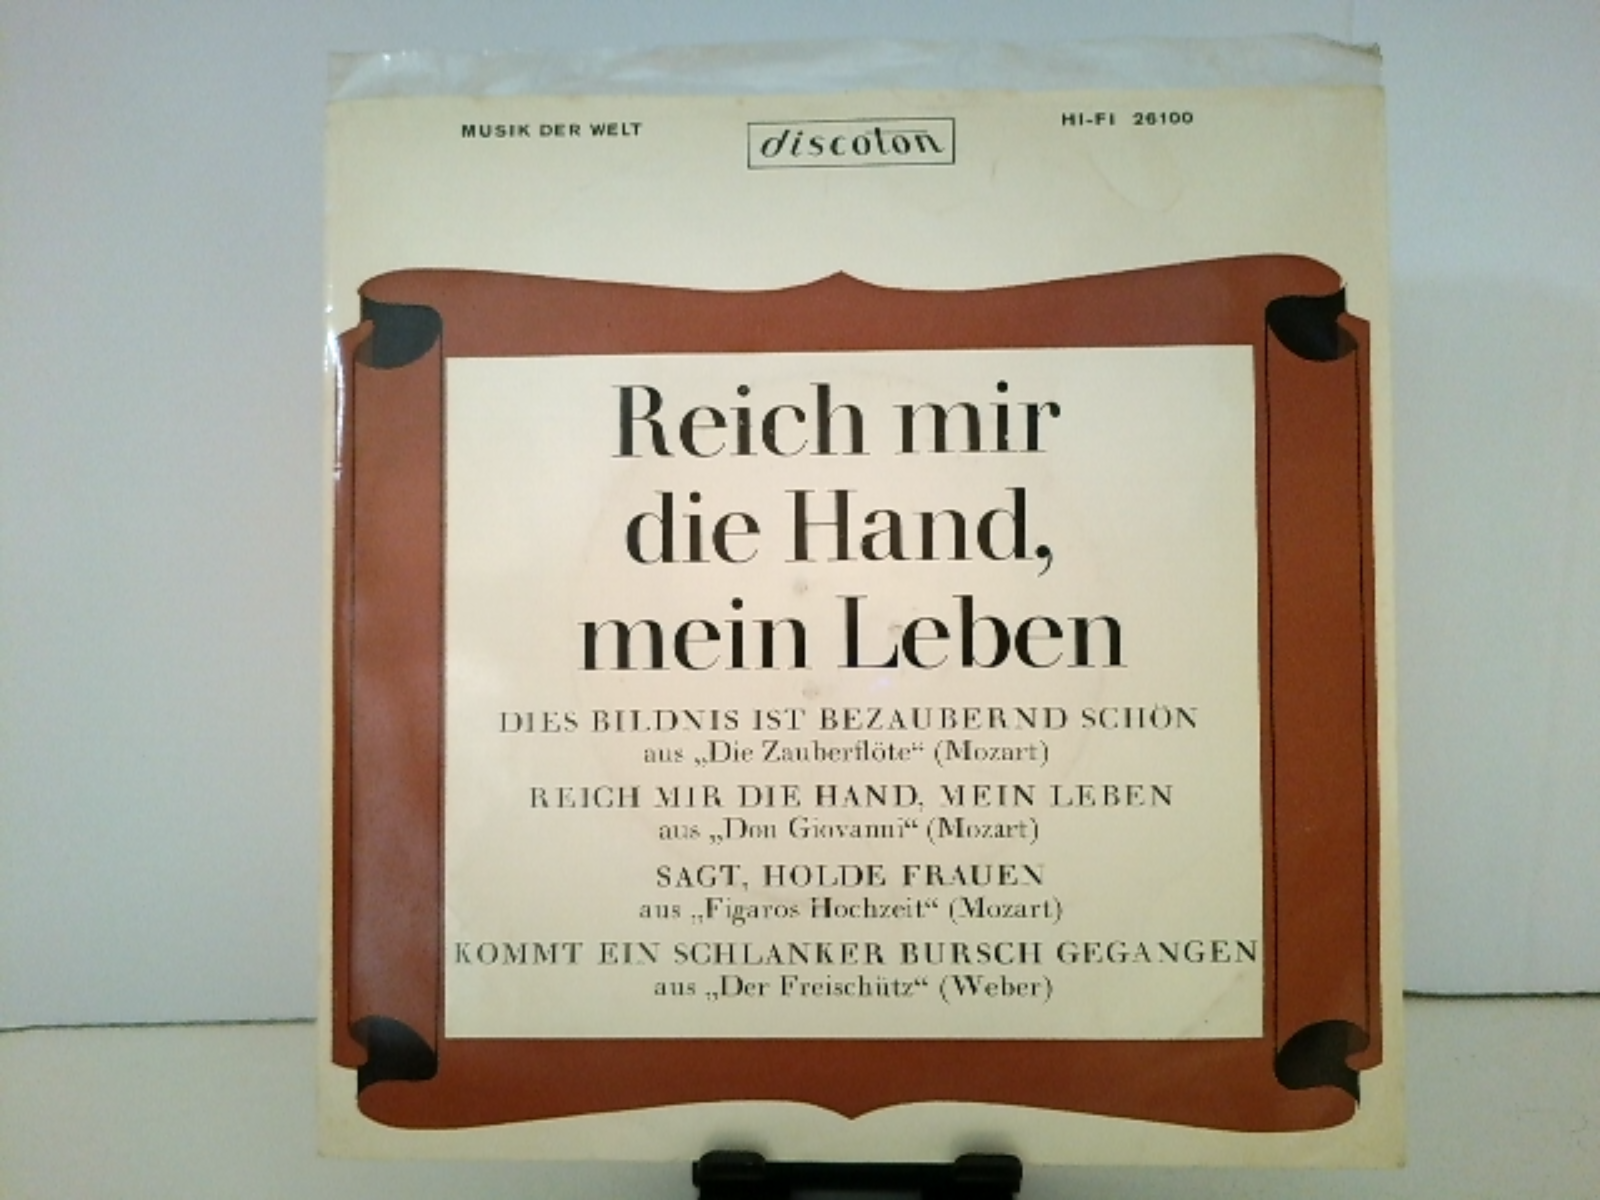 MUSIK DER WELT
discoton
HI-FI 26100
Reich mir
die Hand,
mein Leben
DIES BILDNIS IST BEZAUBERND SCHÖN
aus „Die Zauberflöte“ (Mozart)
REICH MIR DIE HAND, MEIN LEBEN
aus „Don Giovanni“ (Mozart)
SAGT, HOLDE FRAUEN
aus „Figaros Hochzeit“ (Mozart)
KOMMT EIN SCHLANKER BURSCH GEGANGEN
aus „Der Freischütz“ (Weber)